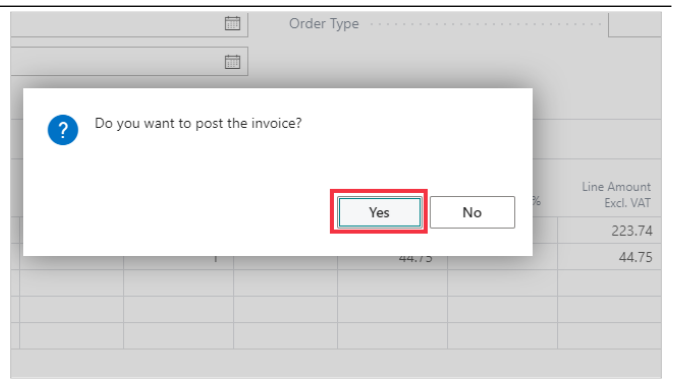 Order Type
Do you want to post the invoice?
Yes
No
%
Line Amount
Excl. VAT
223.74
1
44.75
44.75